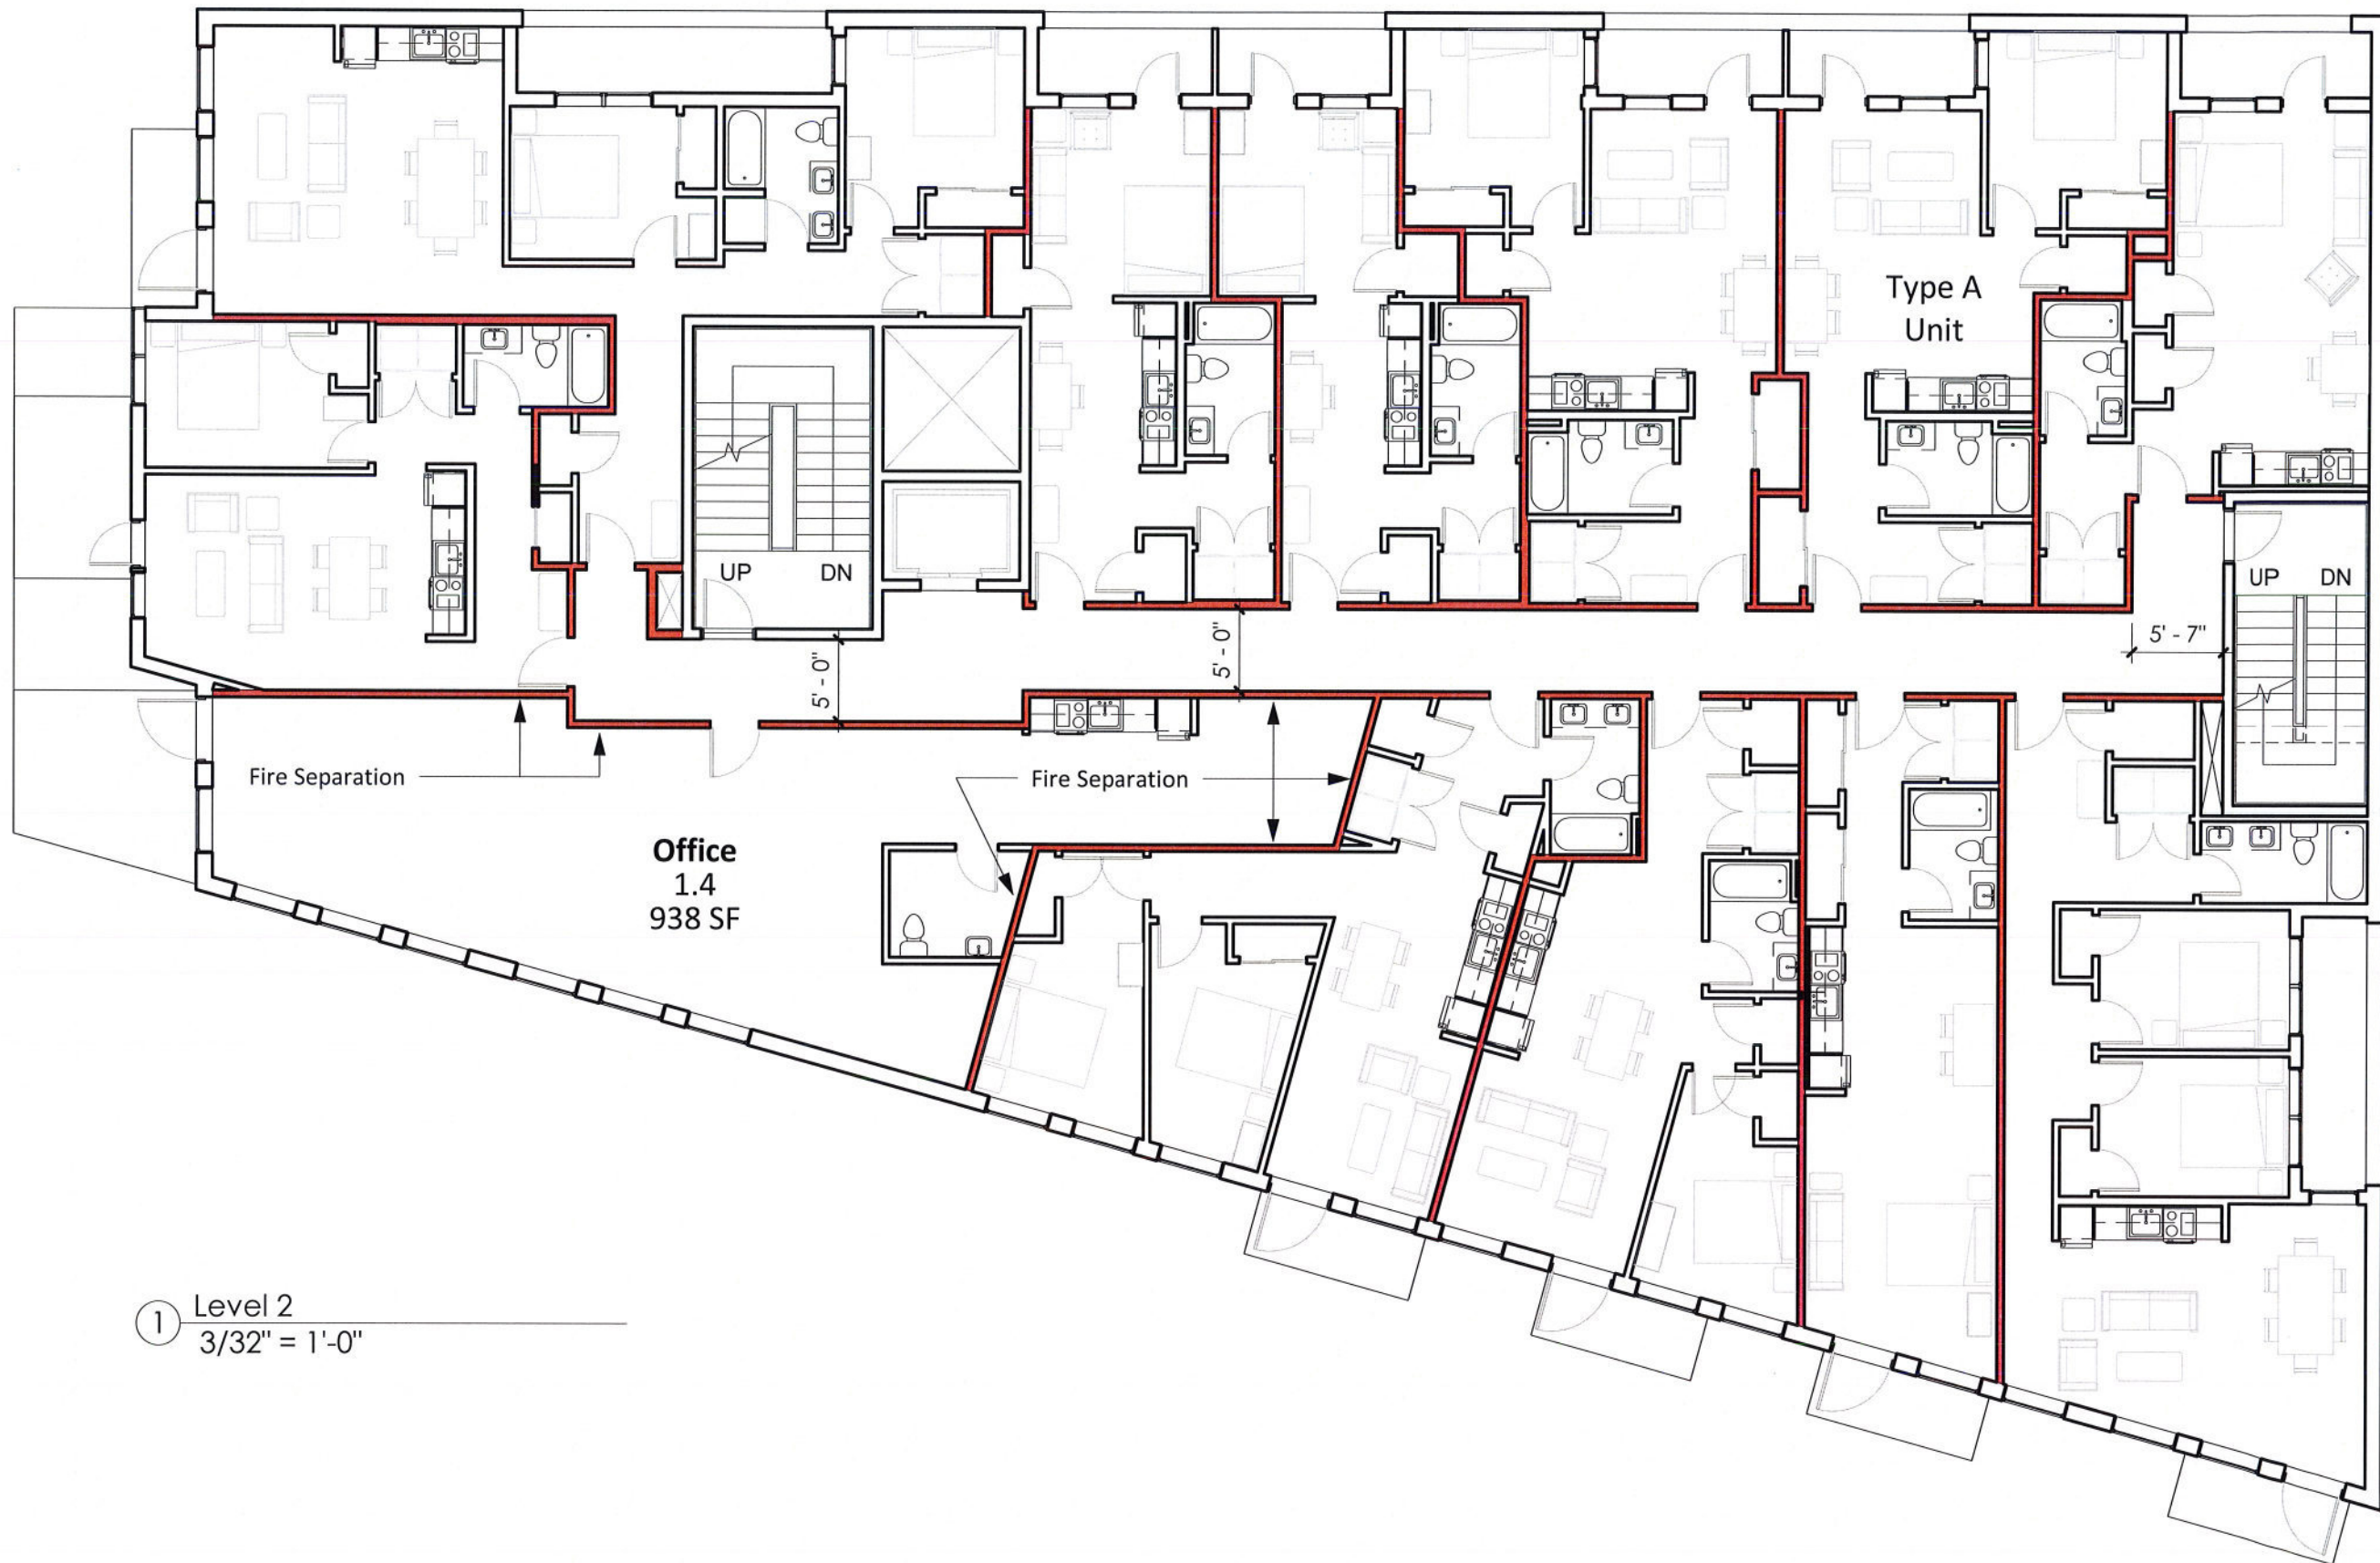 Type A
Unit
UP DN
UP DN
5' - 7"
5' - 0"
5' - 0"
Fire Separation
Fire Separation
Office
1.4
938 SF
1 Level 2
3/32" = 1'-0"